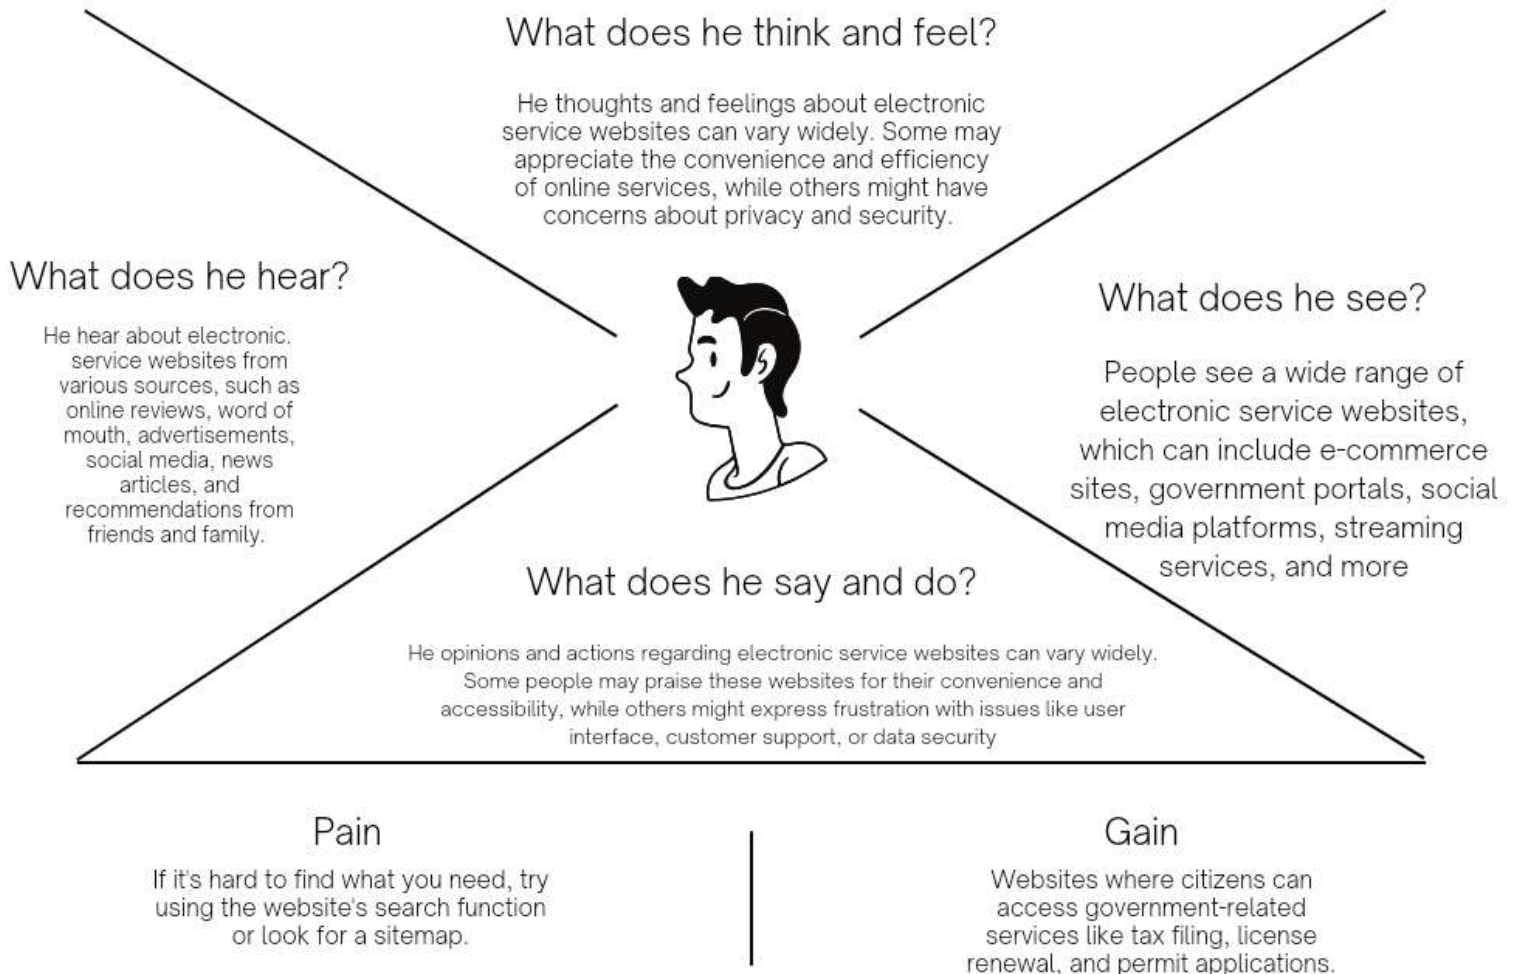 What does he think and feel?
He thoughts and feelings about electronic
service websites can vary widely. Some may
appreciate the convenience and efficiency
of online services, while others might have
concerns about privacy and security.
What does he hear?
He hear about electronic.
service websites from
various sources, such as
online reviews, word of
mouth, advertisements,
social media, news
articles, and
recommendations from
friends and family.
What does he see?
People see a wide range of
electronic service websites,
which can include e-commerce
sites, government portals, social
media platforms, streaming
services, and more
What does he say and do?
He opinions and actions regarding electronic service websites can vary widely.
Some people may praise these websites for their convenience and
accessibility, while others might express frustration with issues like user
interface, customer support, or data security
Pain
If it's hard to find what you need, try
using the website's search function
or look for a sitemap.
Gain
Websites where citizens can
access government-related
services like tax filing, license
renewal, and permit applications.